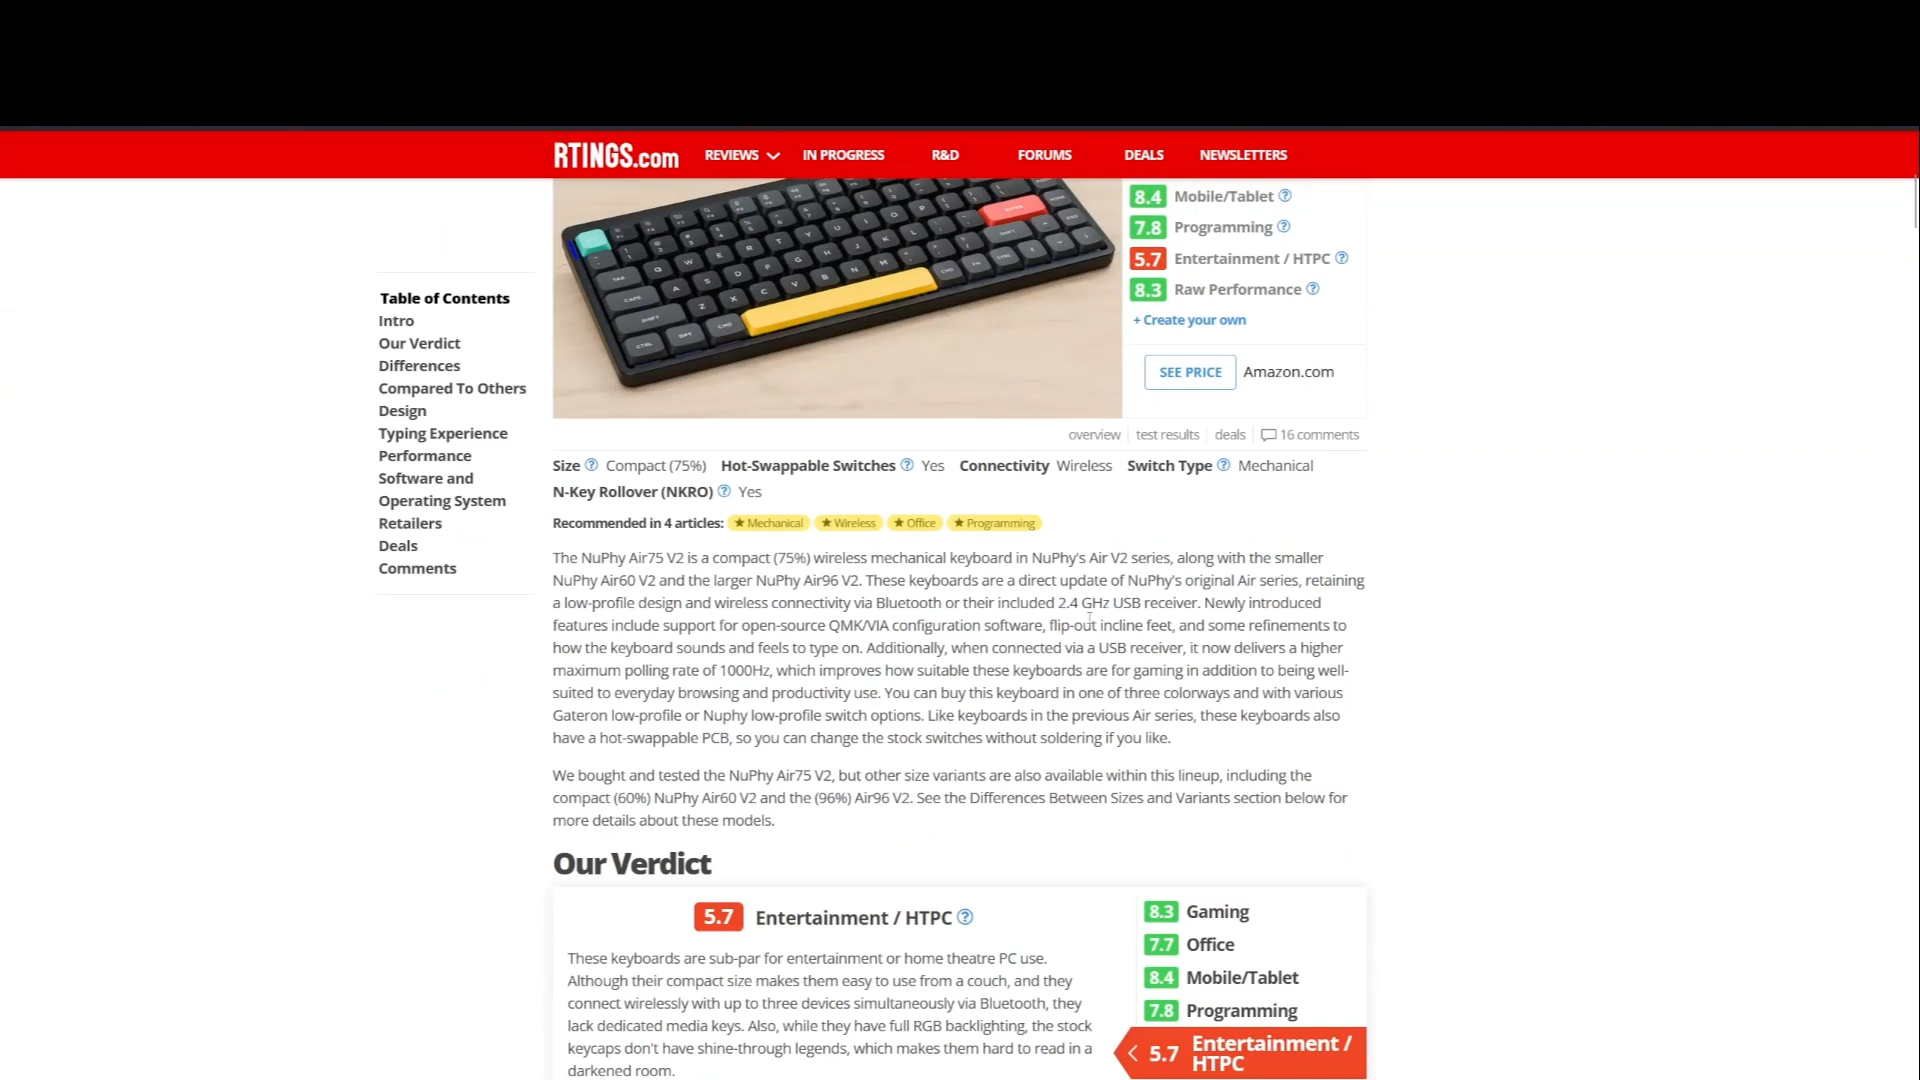 RTINGS.com REVIEWS IN PROGRESS R&D FORUMS DEALS NEWSLETTERS
8.4 Mobile/Tablet
7.8 Programming
5.7 Entertainment / HTPC
8.3 Raw Performance
+ Create your own
SEE PRICE Amazon.com
Table of Contents
Intro
Our Verdict
Differences
Compared To Others
Design
Typing Experience
Performance
Software and
Operating System
Retailers
Deals
Comments
overview test results deals 16 comments
Size Compact (75%) Hot-Swappable Switches Yes Connectivity Wireless Switch Type Mechanical
N-Key Rollover (NKRO) Yes
Recommended in 4 articles: Mechanical Wireless Office Programming
The NuPhy Air75 V2 is a compact (75%) wireless mechanical keyboard in NuPhy's Air V2 series, along with the smaller
NuPhy Air60 V2 and the larger NuPhy Air96 V2. These keyboards are a direct update of NuPhy's original Air series, retaining
a low-profile design and wireless connectivity via Bluetooth or their included 2.4 GHz USB receiver. Newly introduced
features include support for open-source QMK/VIA configuration software, flip-out incline feet, and some refinements to
how the keyboard sounds and feels to type on. Additionally, when connected via a USB receiver, it now delivers a higher
maximum polling rate of 1000Hz, which improves how suitable these keyboards are for gaming in addition to being well-
suited to everyday browsing and productivity use. You can buy this keyboard in one of three colorways and with various
Gateron low-profile or Nuphy low-profile switch options. Like keyboards in the previous Air series, these keyboards also
have a hot-swappable PCB, so you can change the stock switches without soldering if you like.
We bought and tested the NuPhy Air75 V2, but other size variants are also available within this lineup, including the
compact (60%) NuPhy Air60 V2 and the (96%) Air96 V2. See the Differences Between Sizes and Variants section below for
more details about these models.
Our Verdict
5.7 Entertainment / HTPC
These keyboards are sub-par for entertainment or home theatre PC use.
Although their compact size makes them easy to use from a couch, and they
connect wirelessly with up to three devices simultaneously via Bluetooth, they
lack dedicated media keys. Also, while they have full RGB backlighting, the stock
keycaps don't have shine-through legends, which makes them hard to read in a
darkened room.
8.3 Gaming
7.7 Office
8.4 Mobile/Tablet
7.8 Programming
5.7 Entertainment /
HTPC